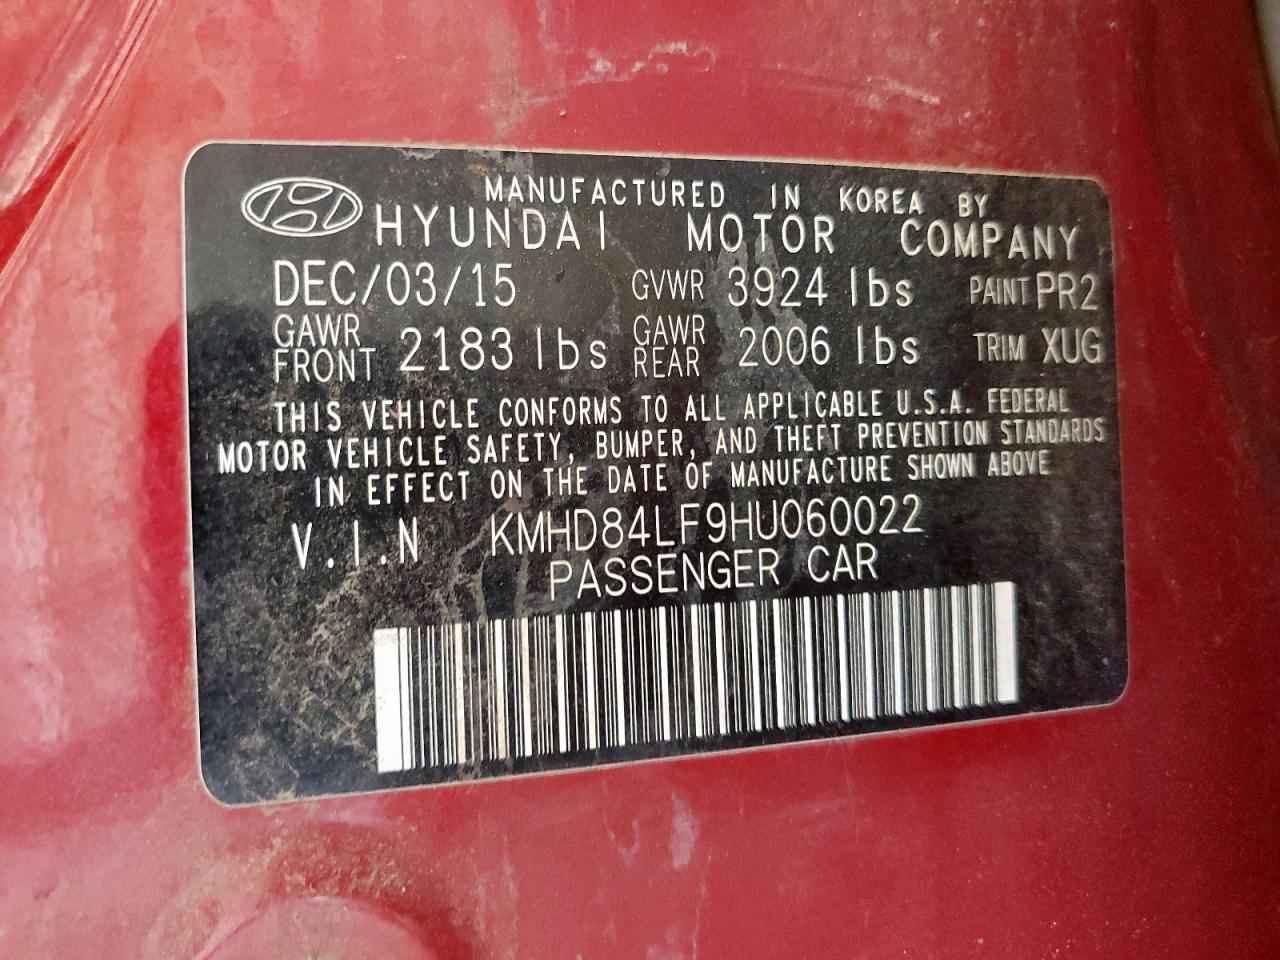 MANUFACTURED IN KOREA BY
HYUNDAI MOTOR COMPANY
DEC/03/15 GVWR 3924 lbs PAINT PR2
GAWR FRONT 2183 lbs GAWR REAR 2006 lbs TRIM XUG
THIS VEHICLE CONFORMS TO ALL APPLICABLE U.S.A. FEDERAL
MOTOR VEHICLE SAFETY, BUMPER, AND THEFT PREVENTION STANDARDS
IN EFFECT ON THE DATE OF MANUFACTURE SHOWN ABOVE
V.I.N KMHD84LF9HU060022
PASSENGER CAR